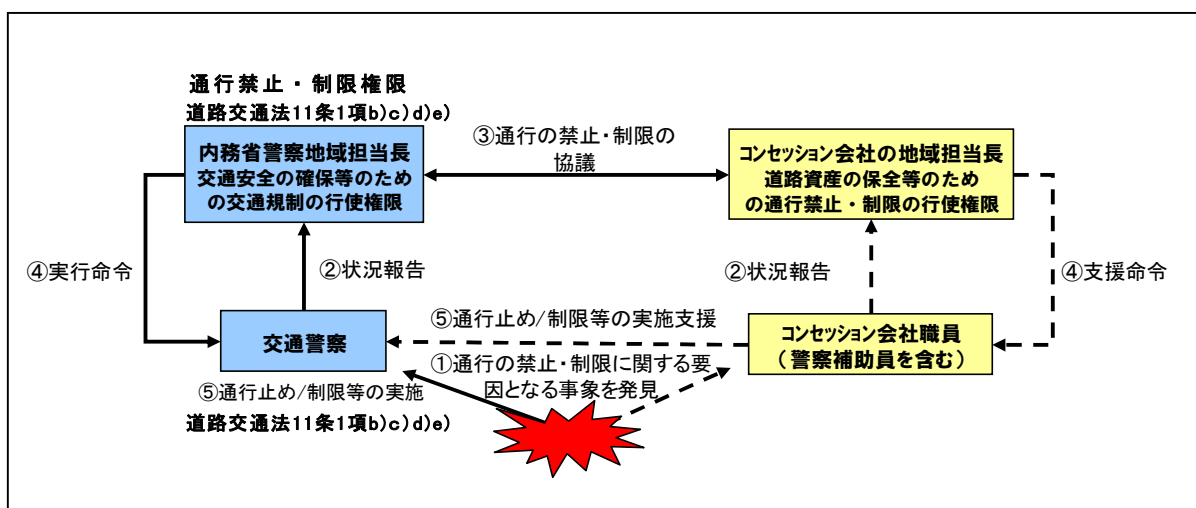 通行禁止・制限権限
道路交通法11条1項b)c)d)e)
内務省警察地域担当長
交通安全の確保等のため
の交通規制の行使権限
③通行の禁止・制限の
協議
コンセッション会社の地域担当長
道路資産の保全等のため
の通行禁止・制限の行使権限
④実行命令
②状況報告
②状況報告
④支援命令
⑤通行止め/制限等の実施支援
交通警察
コンセッション会社職員
（警察補助員を含む）
①通行の禁止・制限に関する要
因となる事象を発見
⑤通行止め/制限等の実施
道路交通法11条1項b)c)d)e)